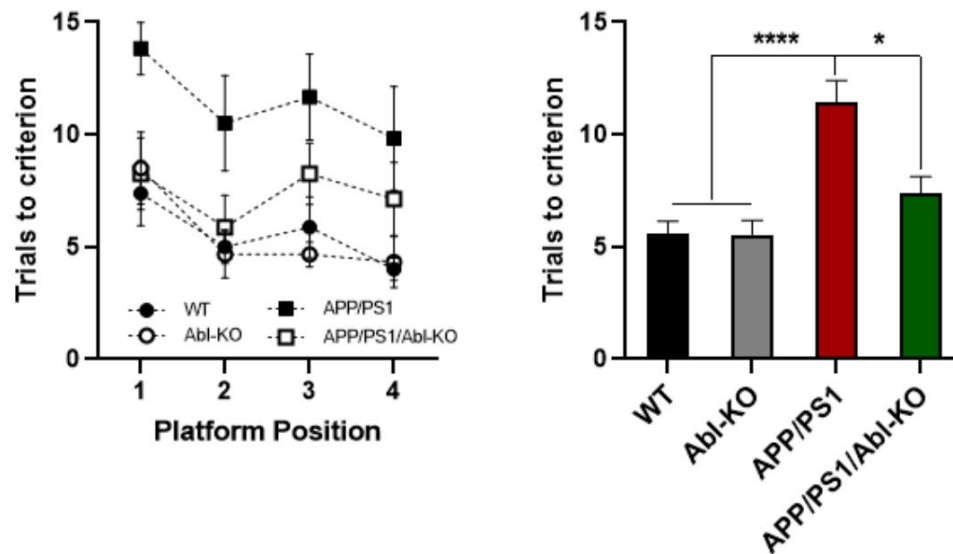 Trials to criterion
15
10
5
0
WT
Abl-KO
APP/PS1
APP/PS1/Abl-KO
1 2 3 4
Platform Position
Trials to criterion
15
10
5
0
**** *
WT
Abl-KO
APP/PS1
APP/PS1/Abl-KO